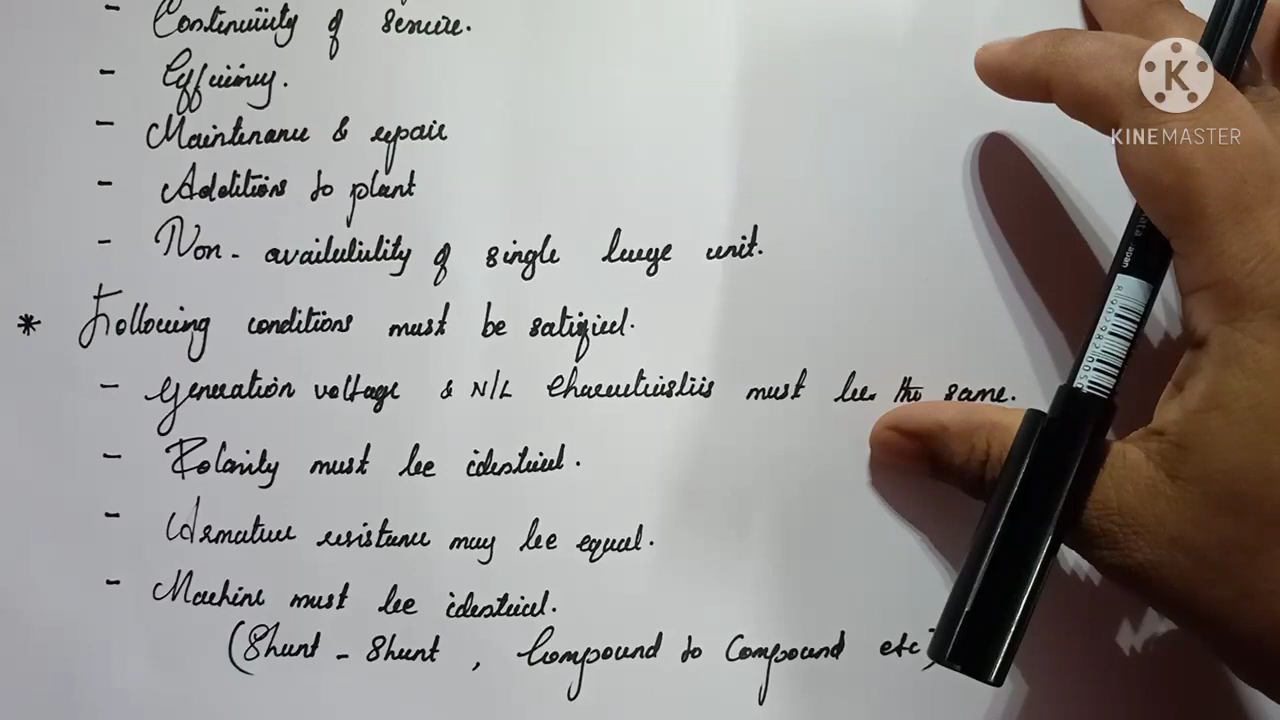 - Continuity of service.
- Efficiency.
- Maintenance & repair
- Additions to plant
- Non-availability of single large unit.
* Following conditions must be satisfied.
- Generation voltage & N/L characteristics must be the same.
- Polarity must be identical.
- Armature resistance may be equal.
- Machine must be identical.
(Shunt - Shunt, Compound to Compound etc)
K
KINEMASTER
Japan